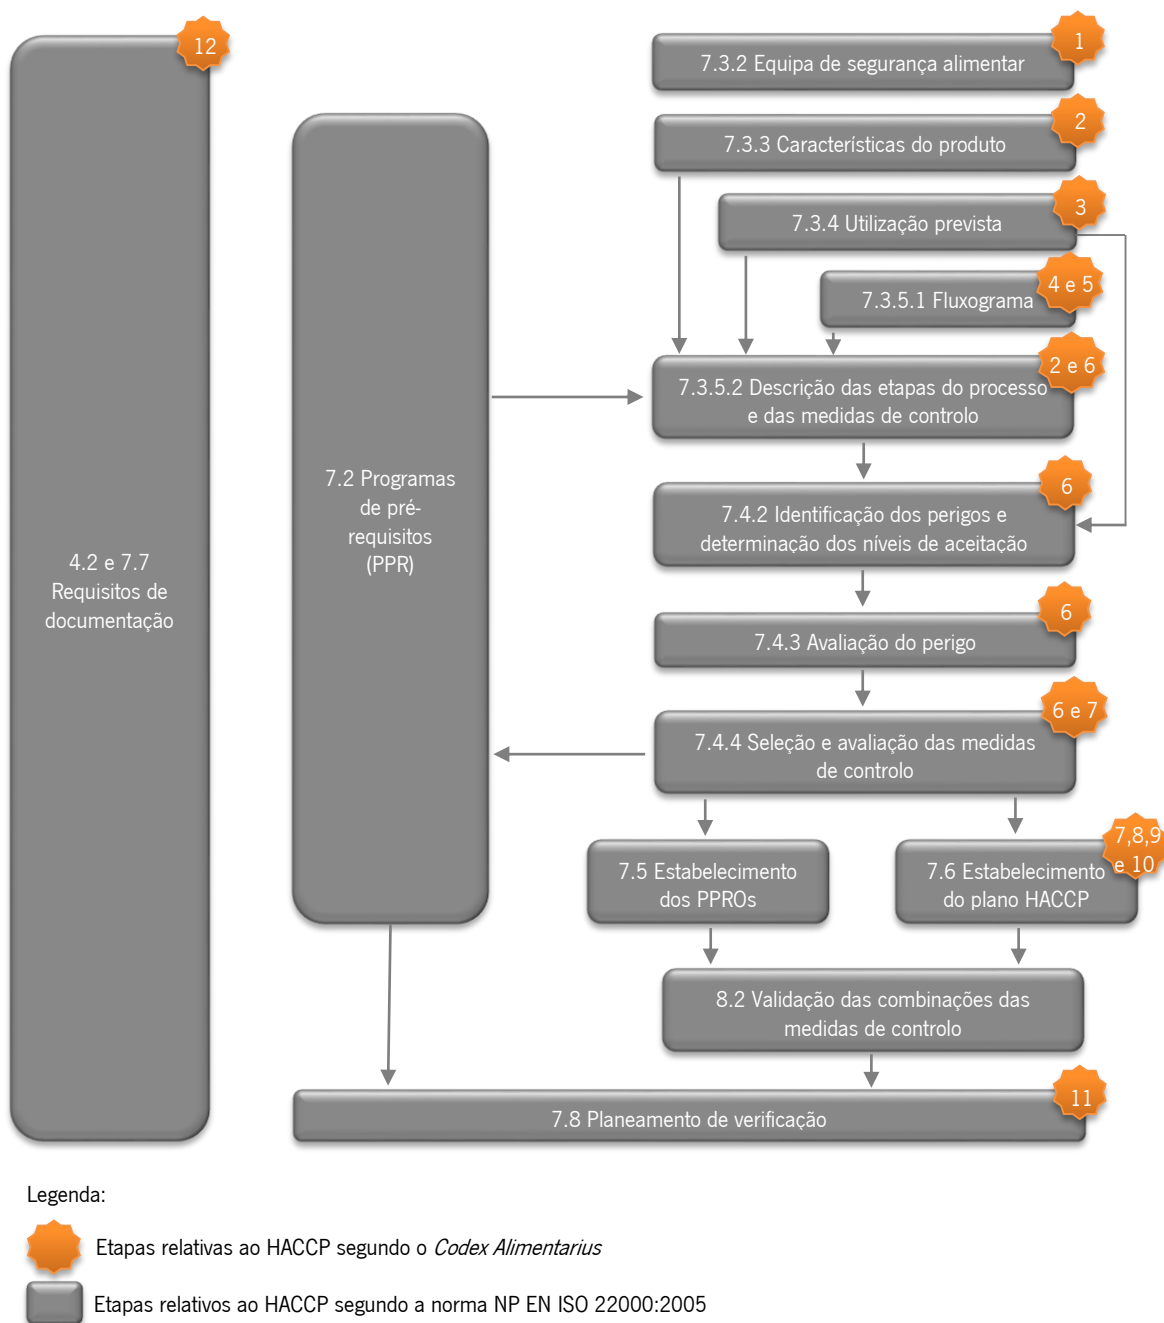 12
4.2 e 7.7
Requisitos de
documentação
7.2 Programas
de pré-
requisitos
(PPR)
1
7.3.2 Equipa de segurança alimentar
2
7.3.3 Características do produto
3
7.3.4 Utilização prevista
4 e 5
7.3.5.1 Fluxograma
2 e 6
7.3.5.2 Descrição das etapas do processo
e das medidas de controlo
6
7.4.2 Identificação dos perigos e
determinação dos níveis de aceitação
6
7.4.3 Avaliação do perigo
6 e 7
7.4.4 Seleção e avaliação das medidas
de controlo
7.5 Estabelecimento
dos PPROs
7,8,9
e 10
7.6 Estabelecimento
do plano HACCP
8.2 Validação das combinações das
medidas de controlo
11
7.8 Planeamento de verificação
Legenda:
Etapas relativas ao HACCP segundo o Codex Alimentarius
Etapas relativos ao HACCP segundo a norma NP EN ISO 22000:2005